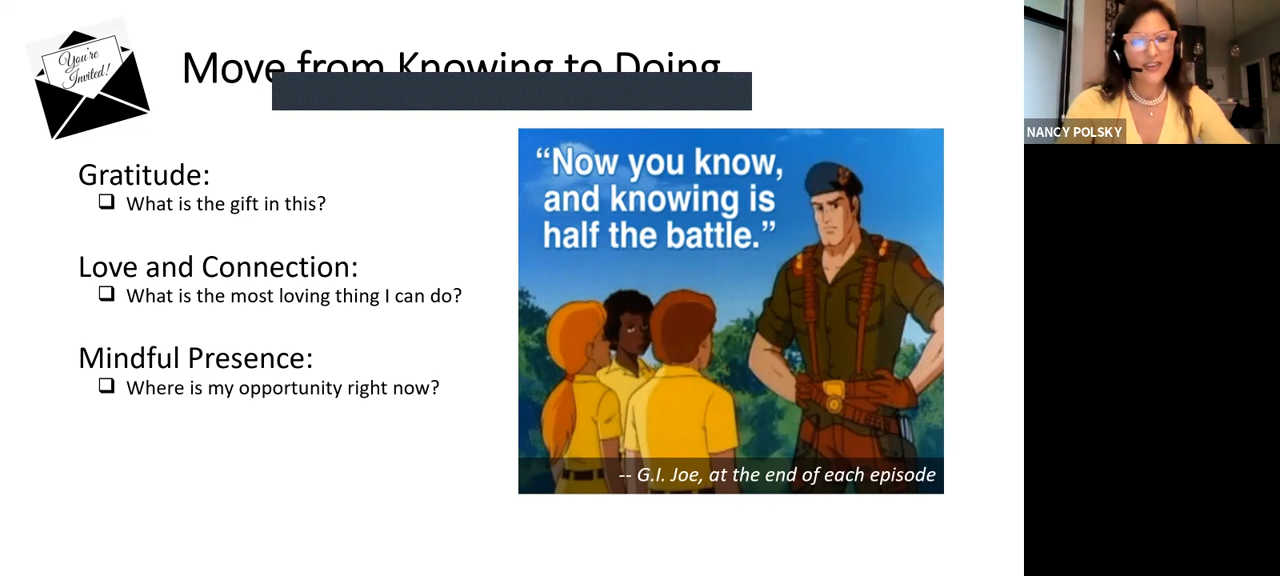 You're
Invited!
Move from Knowing to Doing
Gratitude:
❑ What is the gift in this?
Love and Connection:
❑ What is the most loving thing I can do?
Mindful Presence:
❑ Where is my opportunity right now?
“Now you know,
and knowing is
half the battle.”
-- G.I. Joe, at the end of each episode
NANCY POLSKY